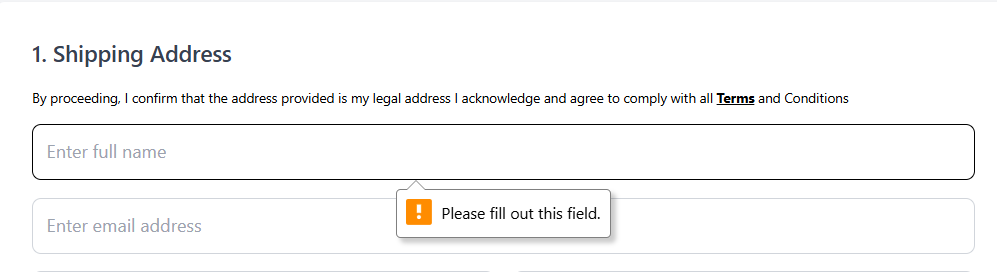 1. Shipping Address
By proceeding, I confirm that the address provided is my legal address I acknowledge and agree to comply with all Terms and Conditions
Enter full name
Please fill out this field.
Enter email address